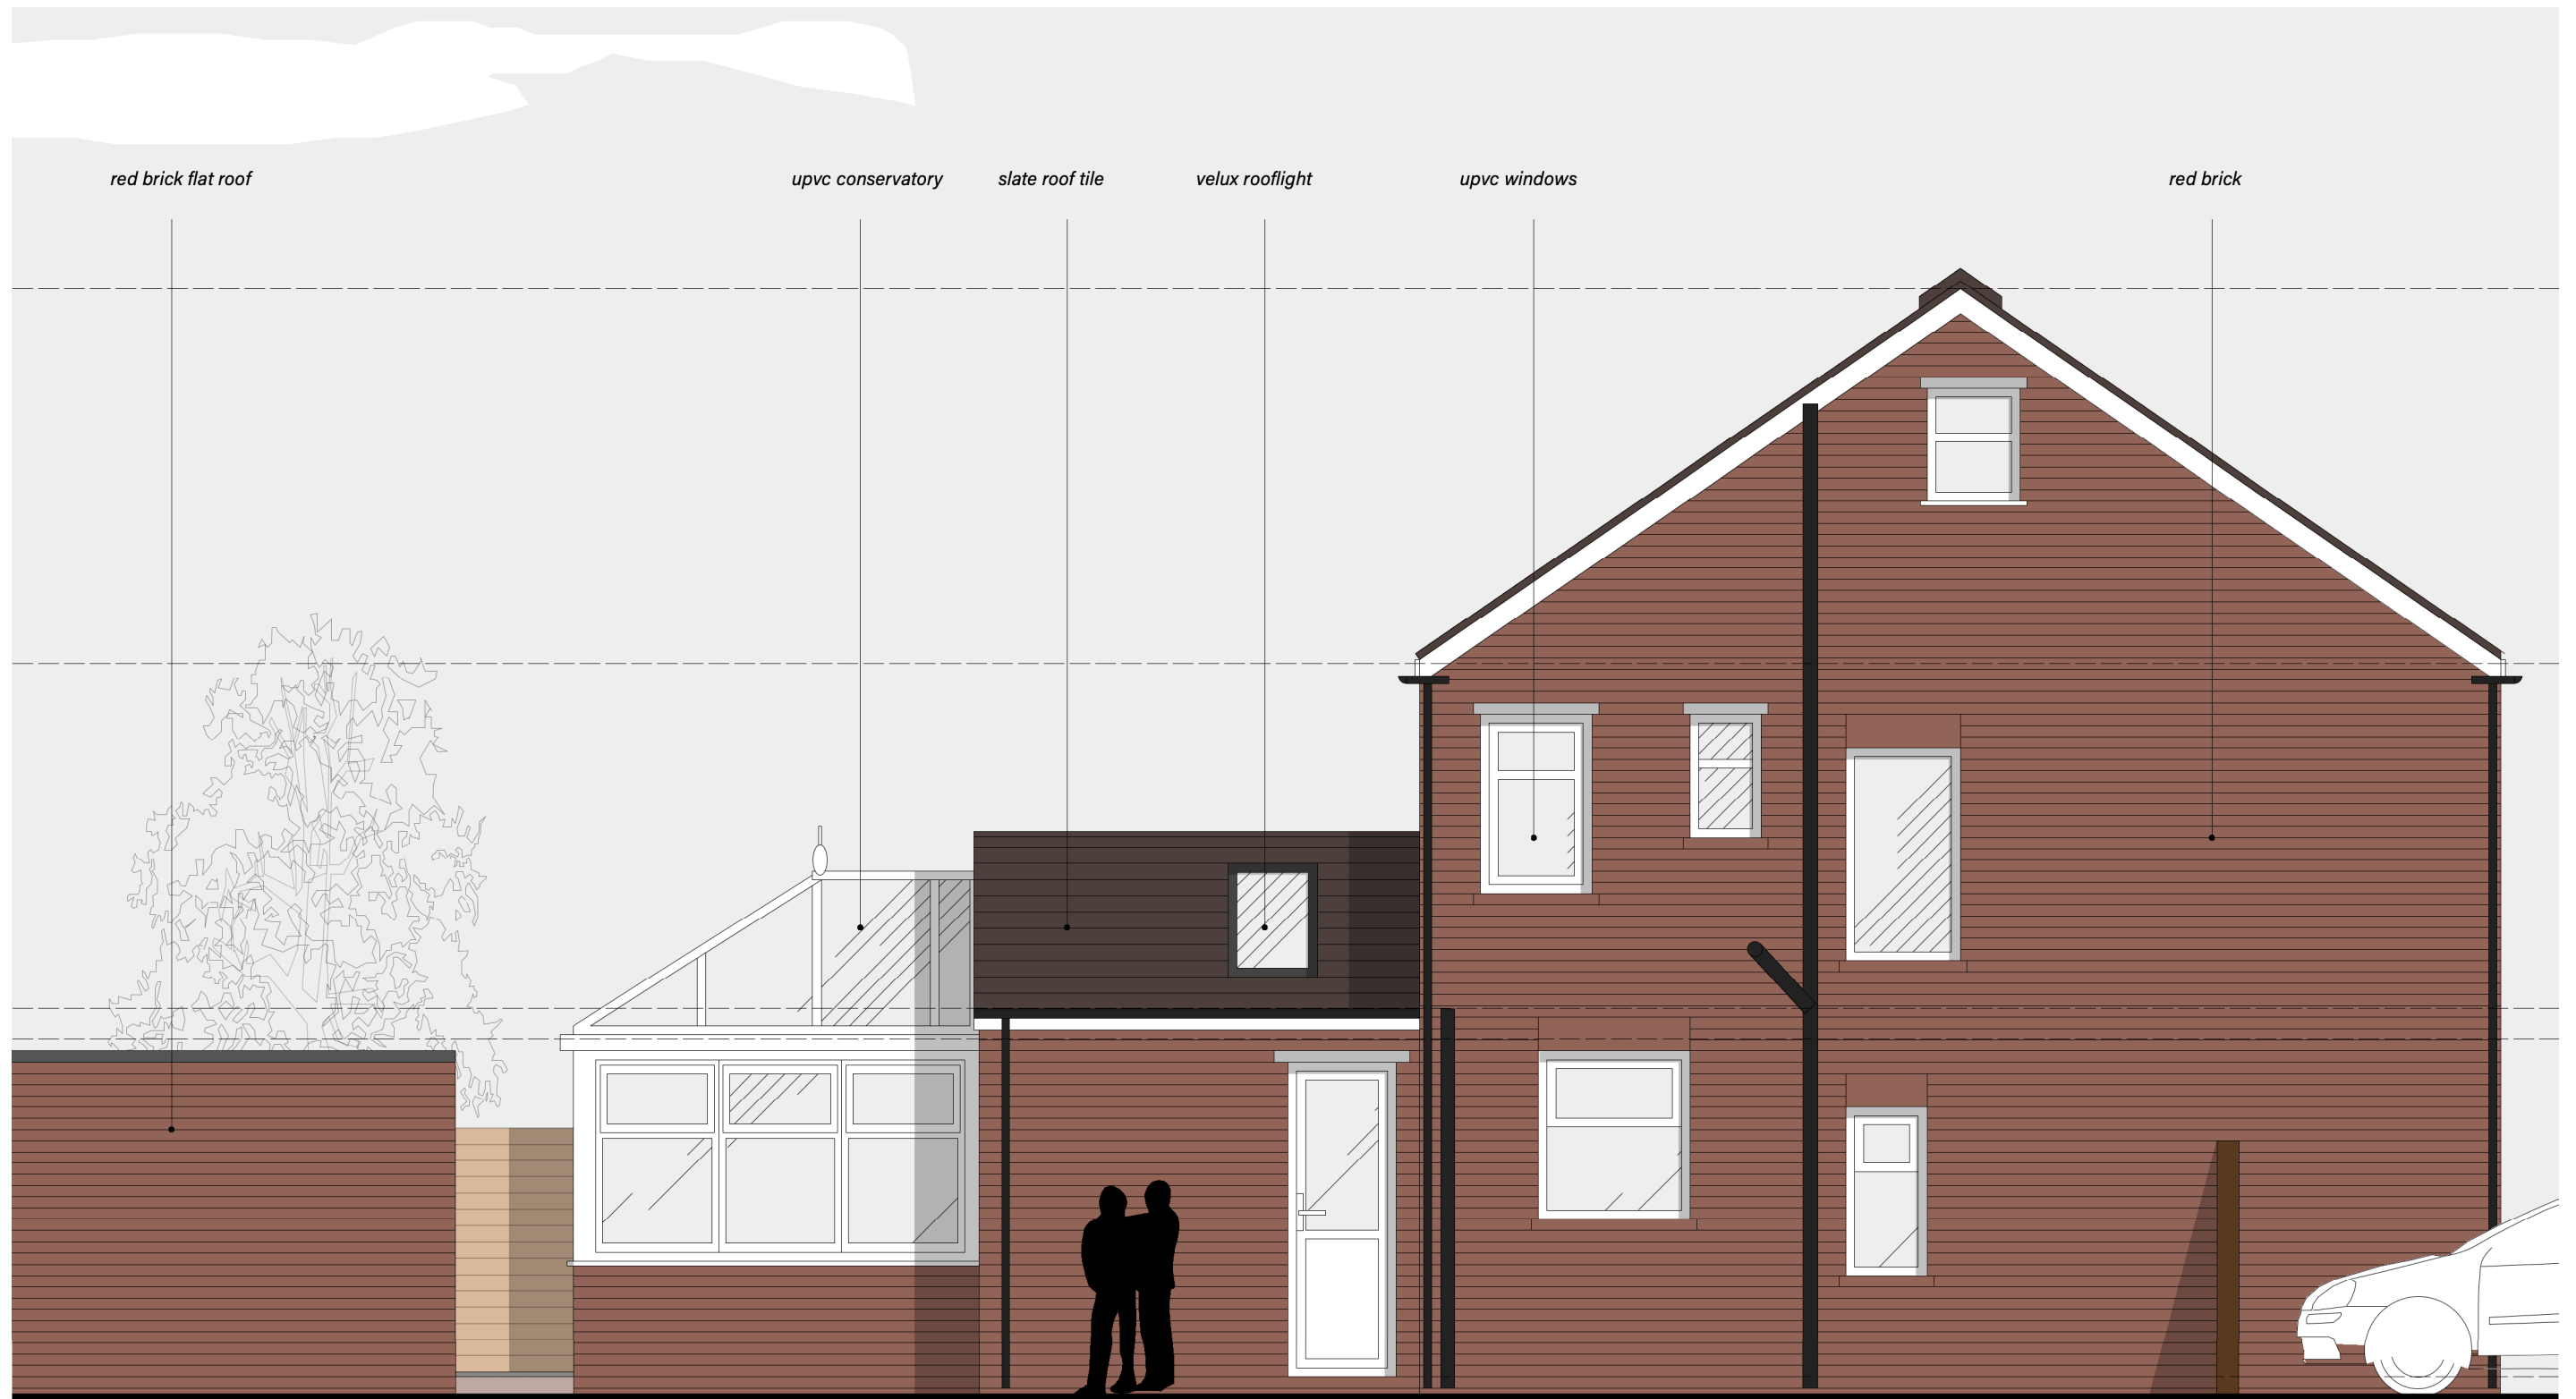 red brick flat roof
upvc conservatory
slate roof tile
velux rooflight
upvc windows
red brick